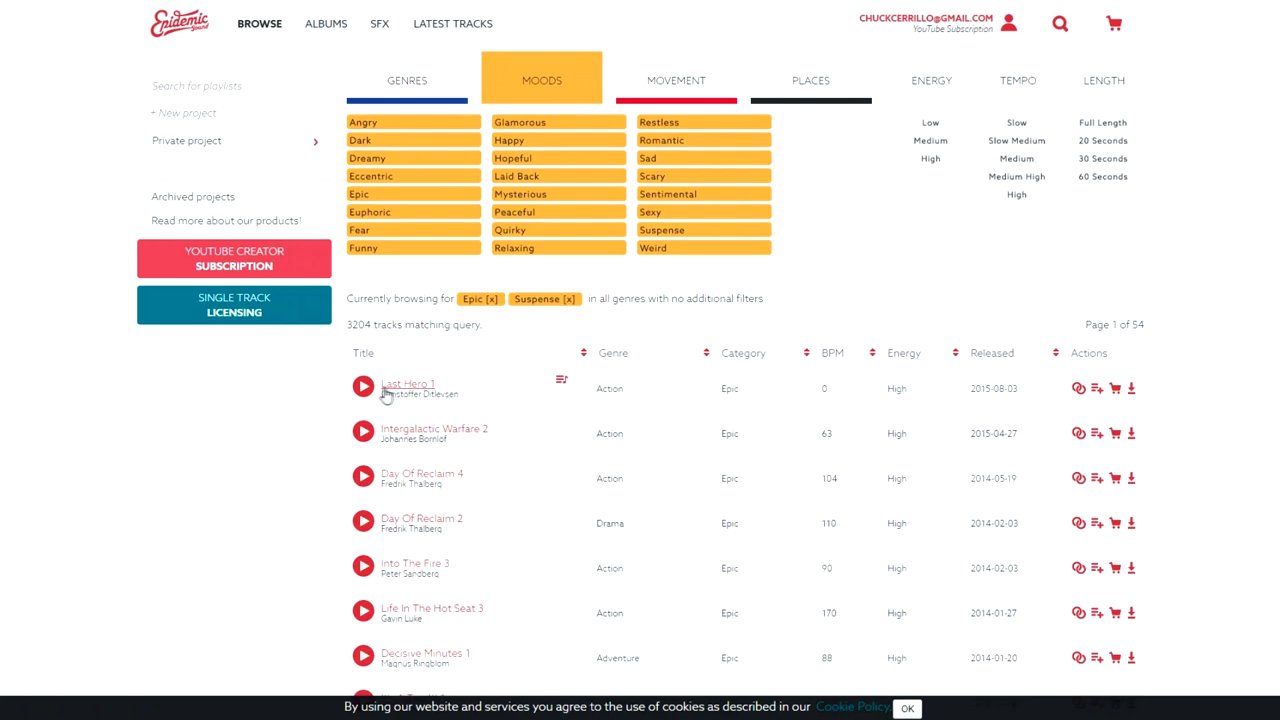 Epidemic Sound
BROWSE ALBUMS SFX LATEST TRACKS
CHUCKCERRILLO@GMAIL.COM
YouTube Subscription
Search for playlists
+ New project
Private project
Archived projects
Read more about our products!
YOUTUBE CREATOR
SUBSCRIPTION
SINGLE TRACK
LICENSING
GENRES MOODS MOVEMENT PLACES ENERGY TEMPO LENGTH
Angry Glamorous Restless Low Slow Full Length
Dark Happy Romantic Medium Slow Medium 20 Seconds
Dreamy Hopeful Sad High Medium 30 Seconds
Eccentric Laid Back Scary Medium High 60 Seconds
Epic Mysterious Sentimental High
Euphoric Peaceful Sexy
Fear Quirky Suspense
Funny Relaxing Weird
Currently browsing for Epic [x] Suspense [x] in all genres with no additional filters
3204 tracks matching query. Page 1 of 54
Title Genre Category BPM Energy Released Actions
Last Hero 1 Action Epic 0 High 2015-08-03
Ditlevsen
Intergalactic Warfare 2 Action Epic 63 High 2015-04-27
Johannes Bornlöf
Day Of Reclaim 4 Action Epic 104 High 2014-05-19
Fredrik Thalberg
Day Of Reclaim 2 Drama Epic 110 High 2014-02-03
Fredrik Thalberg
Into The Fire 3 Action Epic 90 High 2014-02-03
Peter Sandberg
Life In The Hot Seat 3 Action Epic 170 High 2014-01-27
Gavin Luke
Decisive Minutes 1 Adventure Epic 88 High 2014-01-20
Magnus Ringblom
By using our website and services you agree to the use of cookies as described in our Cookie Policy. OK